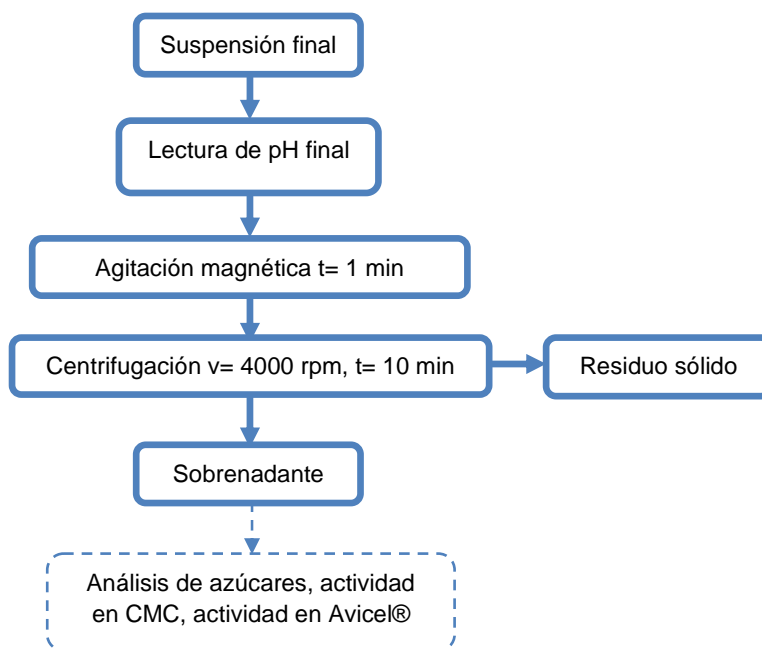 Suspensión final
Lectura de pH final
Agitación magnética t= 1 min
Centrifugación v= 4000 rpm, t= 10 min
Residuo sólido
Sobrenadante
Análisis de azúcares, actividad
en CMC, actividad en Avicel®